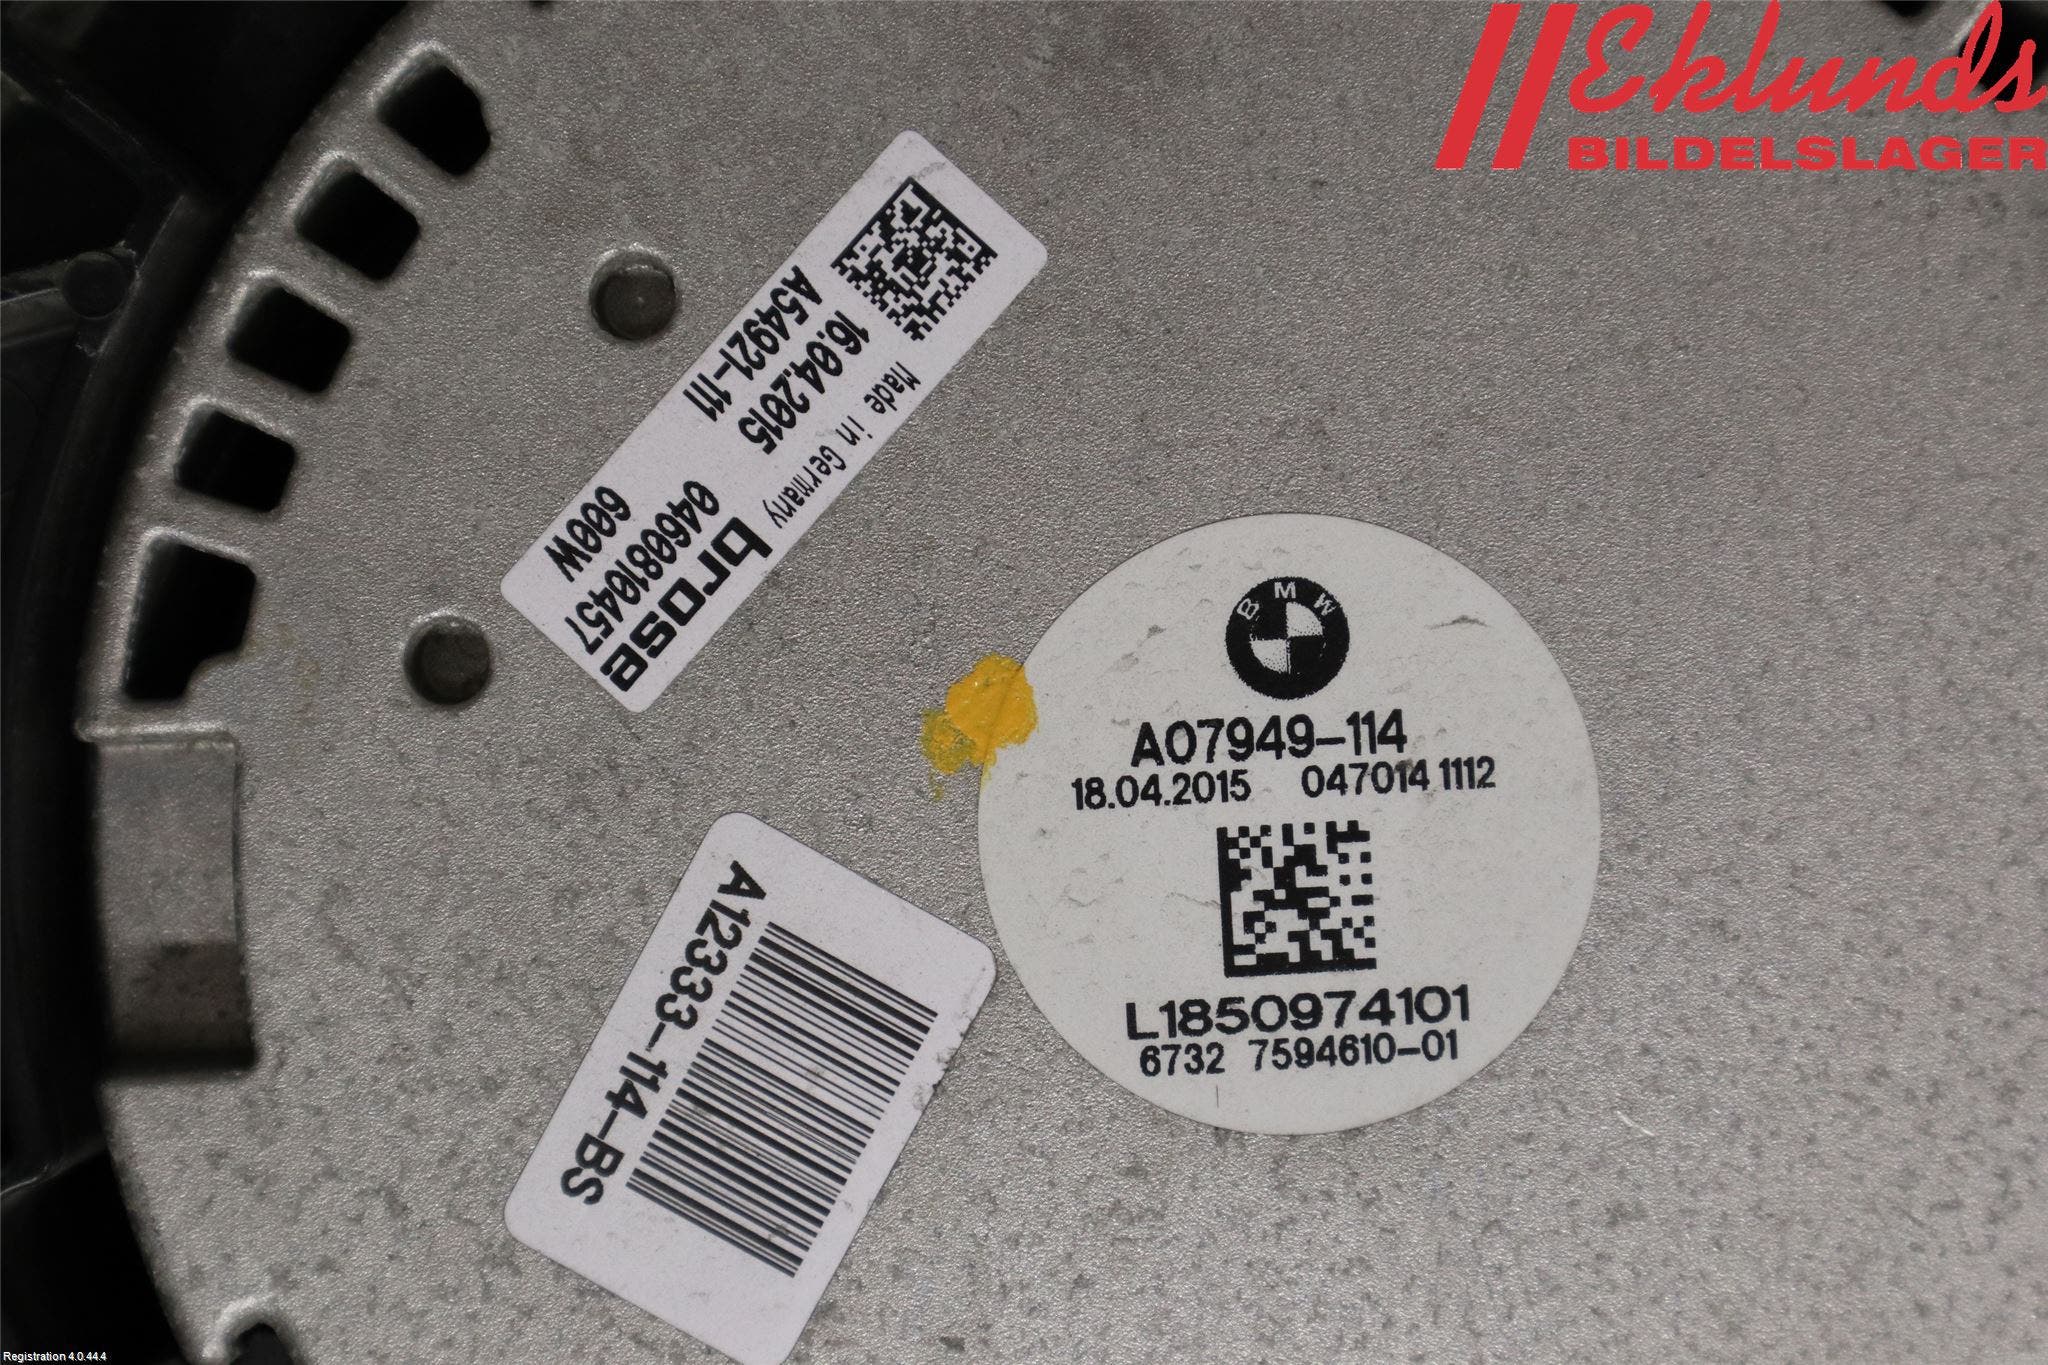 Eklunds
BILDELSLAGER
Made in Germany
brose
16.04.2015 04608810457
A54921-111 600W
BMW
A07949-114
18.04.2015 047014 1112
L1850974101
6732 7594610-01
A12333-114-BS
Registration 4.0.44.4